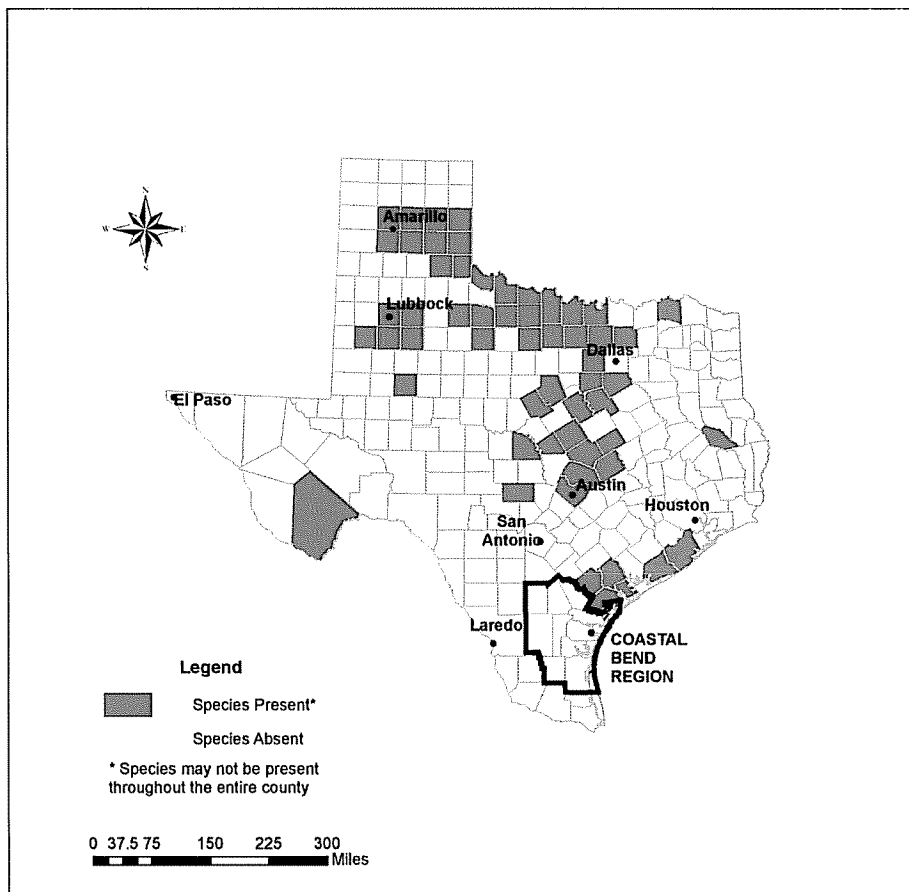 N
W E
S
Amarillo
Lubbock
Dallas
El Paso
Austin
Houston
San
Antonio
Laredo
COASTAL
BEND
REGION
Legend
Species Present*
Species Absent
* Species may not be present
throughout the entire county
0 37.5 75 150 225 300
Miles